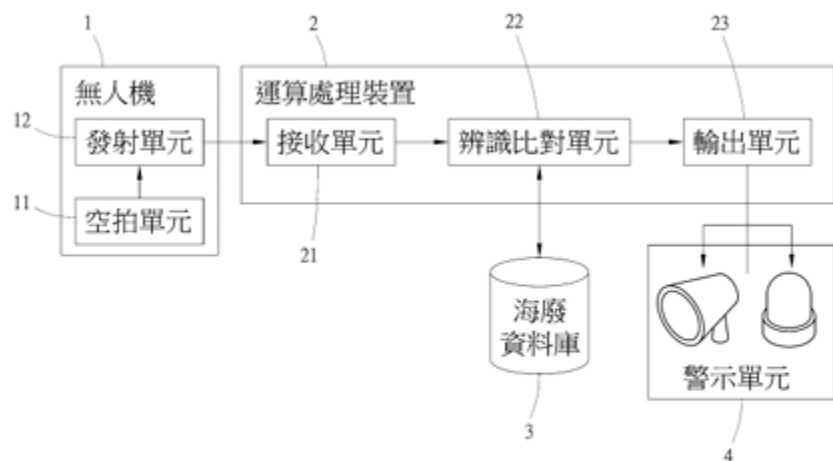 1
2
22
23
無人機
運算處理裝置
12
發射單元
接收單元
辨識比對單元
輸出單元
11
空拍單元
21
海廢
資料庫
警示單元
3
4